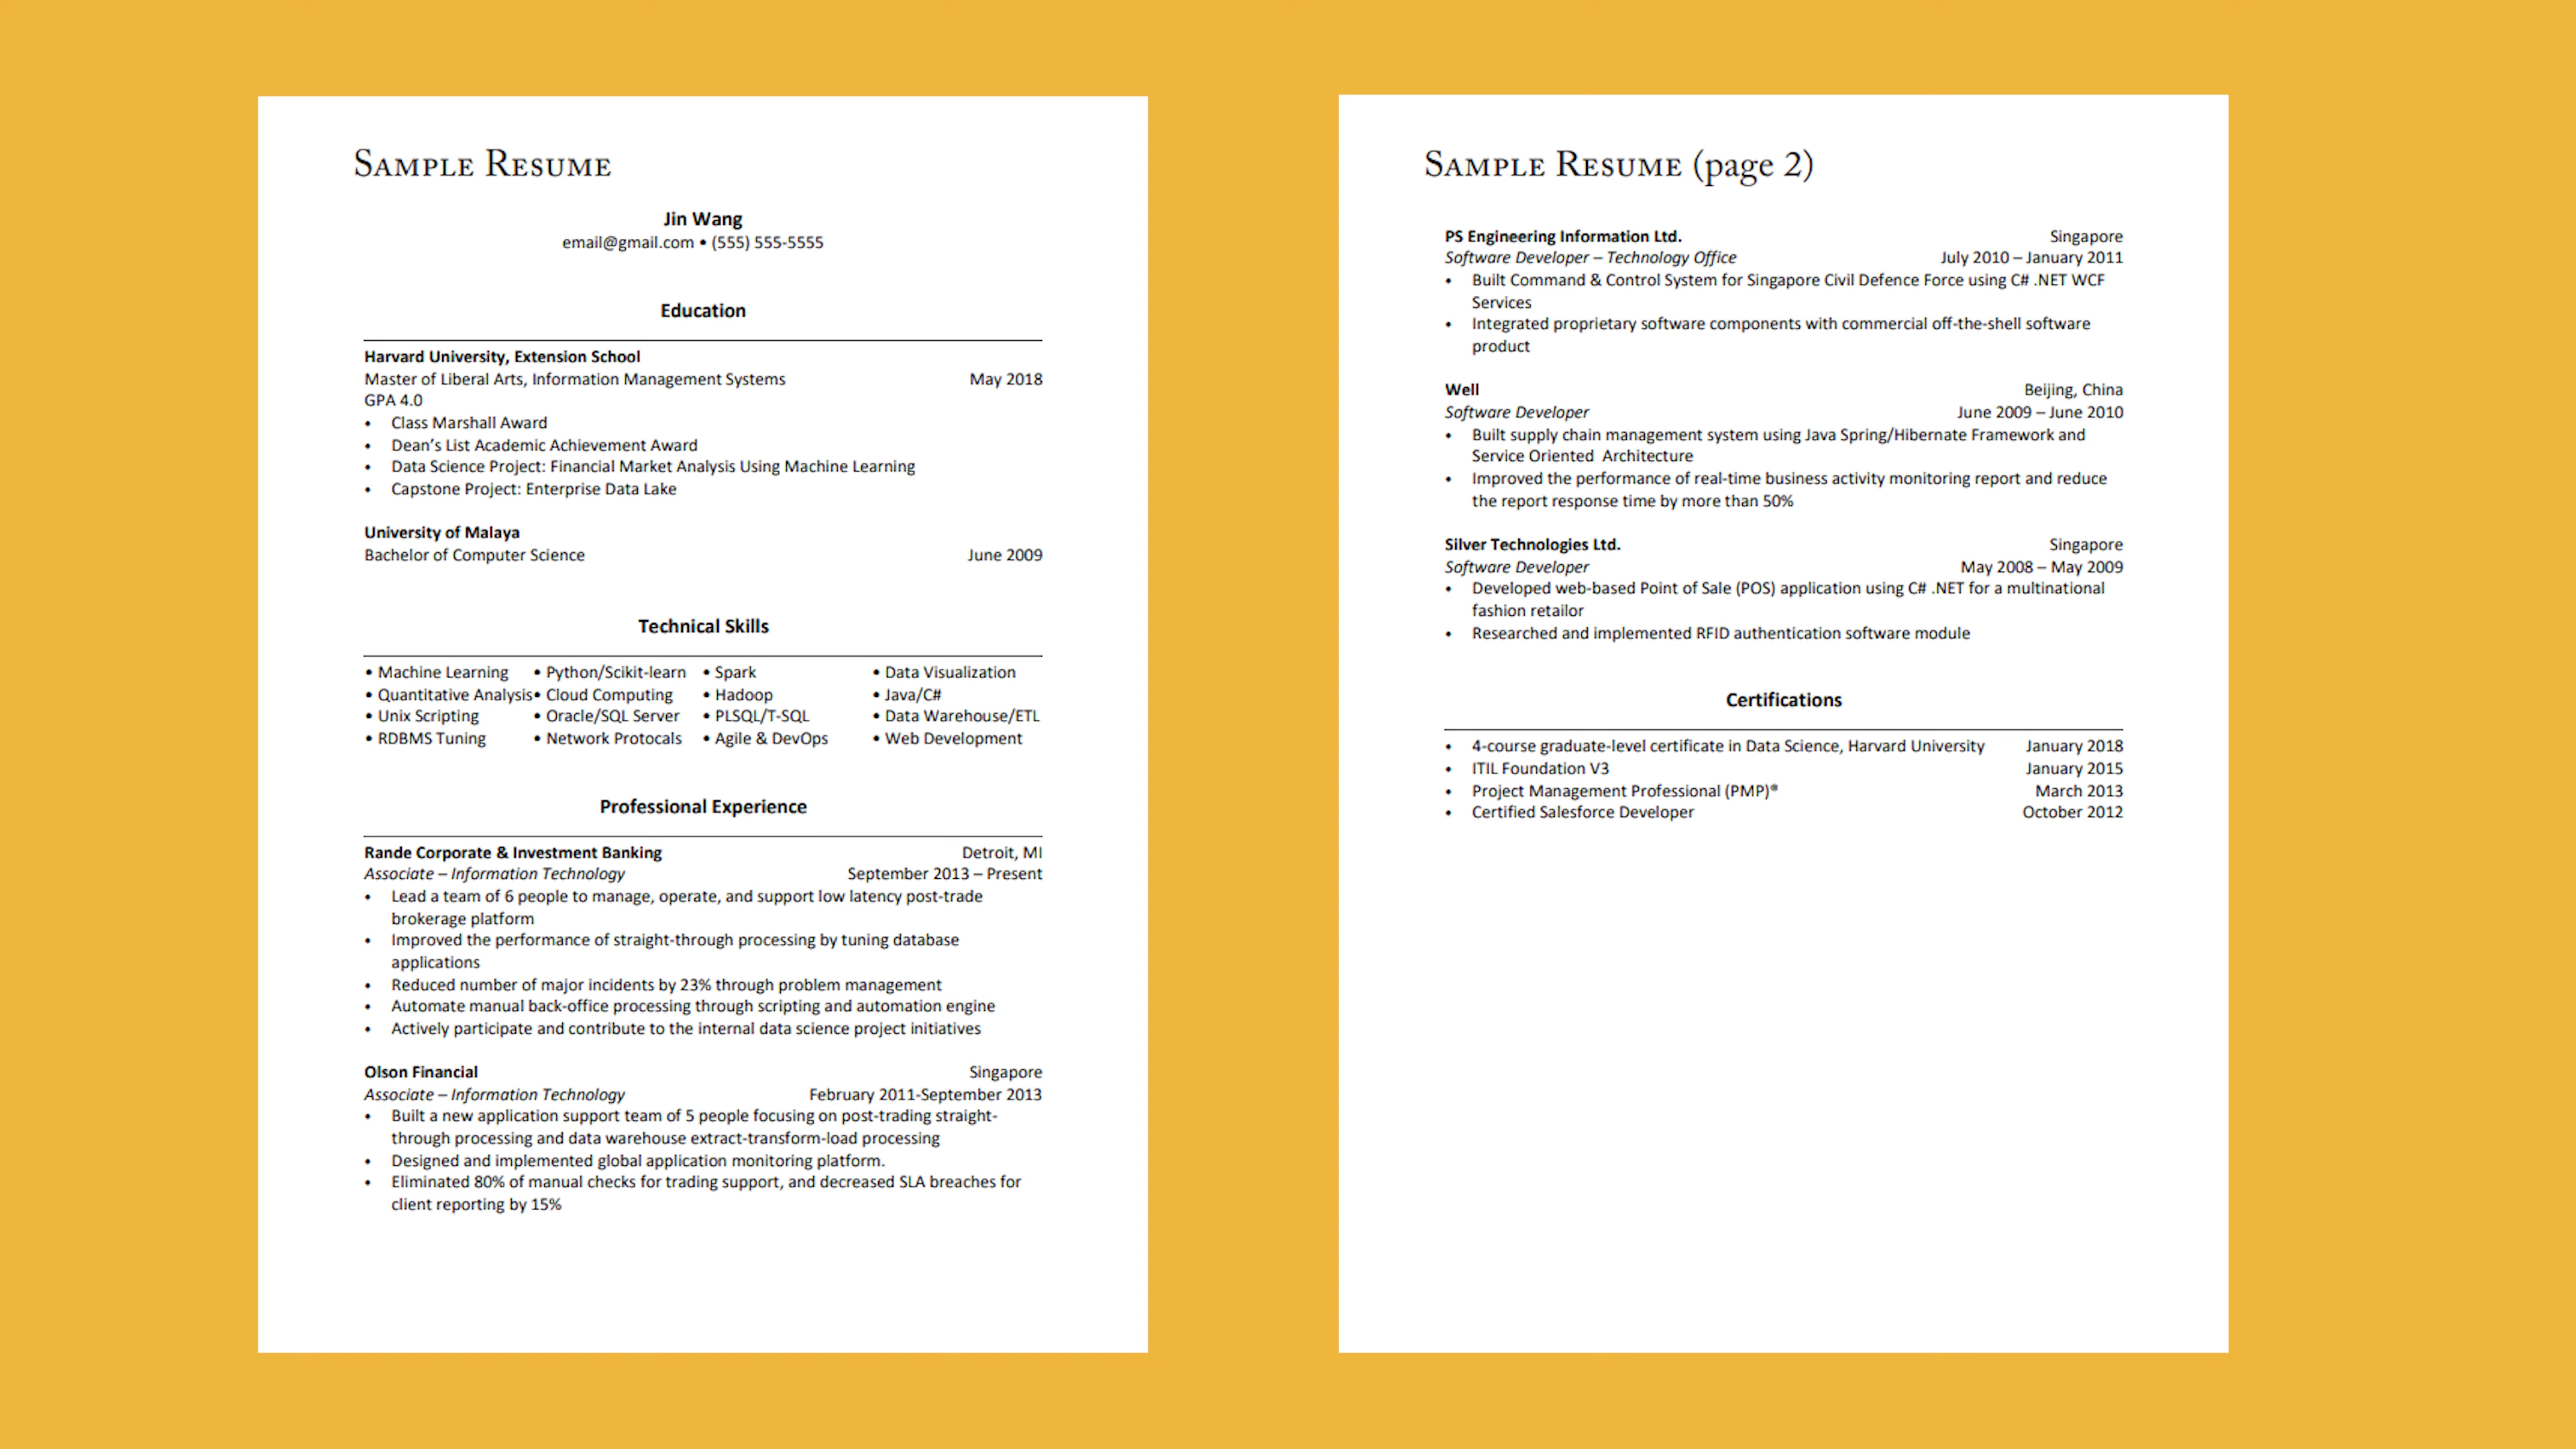 SAMPLE RESUME
Jin Wang
email@gmail.com • (555) 555-5555
Education
Harvard University, Extension School
Master of Liberal Arts, Information Management Systems May 2018
GPA 4.0
• Class Marshall Award
• Dean's List Academic Achievement Award
• Data Science Project: Financial Market Analysis Using Machine Learning
• Capstone Project: Enterprise Data Lake
University of Malaya
Bachelor of Computer Science June 2009
Technical Skills
• Machine Learning • Python/Scikit-learn • Spark • Data Visualization
• Quantitative Analysis • Cloud Computing • Hadoop • Java/C#
• Unix Scripting • Oracle/SQL Server • PLSQL/T-SQL • Data Warehouse/ETL
• RDBMS Tuning • Network Protocals • Agile & DevOps • Web Development
Professional Experience
Rande Corporate & Investment Banking Detroit, MI
Associate – Information Technology September 2013 – Present
• Lead a team of 6 people to manage, operate, and support low latency post-trade
brokerage platform
• Improved the performance of straight-through processing by tuning database
applications
• Reduced number of major incidents by 23% through problem management
• Automate manual back-office processing through scripting and automation engine
• Actively participate and contribute to the internal data science project initiatives
Olson Financial Singapore
Associate – Information Technology February 2011-September 2013
• Built a new application support team of 5 people focusing on post-trading straight-
through processing and data warehouse extract-transform-load processing
• Designed and implemented global application monitoring platform.
• Eliminated 80% of manual checks for trading support, and decreased SLA breaches for
client reporting by 15%
SAMPLE RESUME (page 2)
PS Engineering Information Ltd. Singapore
Software Developer – Technology Office July 2010 – January 2011
• Built Command & Control System for Singapore Civil Defence Force using C# .NET WCF
Services
• Integrated proprietary software components with commercial off-the-shell software
product
Well Beijing, China
Software Developer June 2009 – June 2010
• Built supply chain management system using Java Spring/Hibernate Framework and
Service Oriented Architecture
• Improved the performance of real-time business activity monitoring report and reduce
the report response time by more than 50%
Silver Technologies Ltd. Singapore
Software Developer May 2008 – May 2009
• Developed web-based Point of Sale (POS) application using C# .NET for a multinational
fashion retailor
• Researched and implemented RFID authentication software module
Certifications
• 4-course graduate-level certificate in Data Science, Harvard University January 2018
• ITIL Foundation V3 January 2015
• Project Management Professional (PMP)® March 2013
• Certified Salesforce Developer October 2012